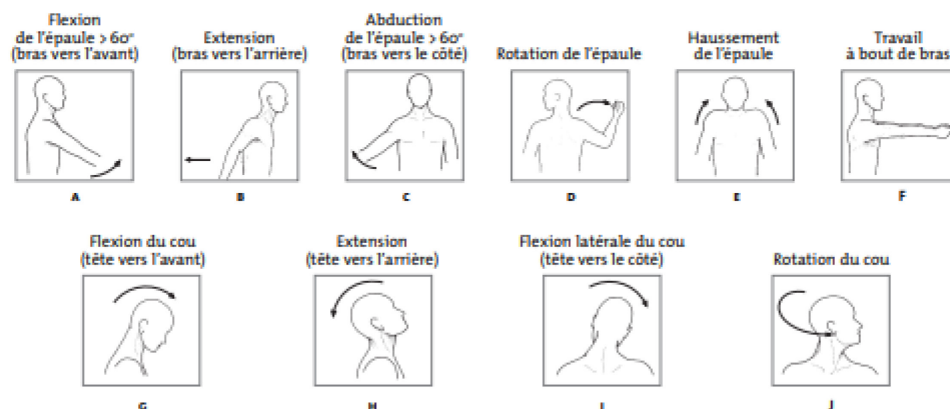 Flexion
de l'épaule > 60°
(bras vers l'avant)
Extension
(bras vers l'arrière)
Abduction
de l'épaule > 60°
(bras vers le côté)
Rotation de l'épaule
Haussement
de l'épaule
Travail
à bout de bras
A
B
C
D
E
F
Flexion du cou
(tête vers l'avant)
Extension
(tête vers l'arrière)
Flexion latérale du cou
(tête vers le côté)
Rotation du cou
G
H
I
J